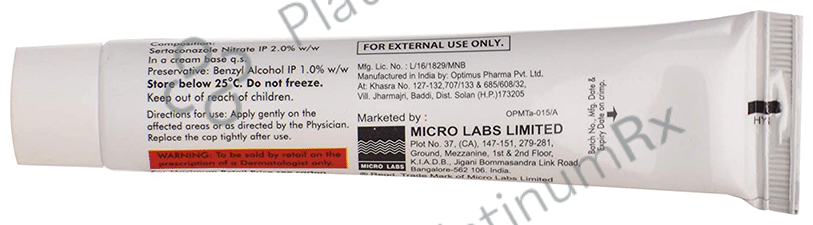 Composition:
Sertaconazole Nitrate IP 2.0% w/w
In a cream base q.s.
Preservative: Benzyl Alcohol IP 1.0% w/w
Store below 25°C. Do not freeze.
Keep out of reach of children.
Directions for use: Apply gently on the
affected areas or as directed by the Physician.
Replace the cap tightly after use.
WARNING: To be sold by retail on the
prescription of a Dermatologist only.
FOR EXTERNAL USE ONLY.
Mfg. Lic. No. : L/16/1829/MNB
Manufactured in India by: Optimus Pharma Pvt. Ltd.
At: Khasra No. 127-132,707/133 & 685/608/32,
Vill. Jharmajri, Baddi, Dist. Solan (H.P.)173205
OPMTa-015/A
Marketed by :
MICRO LABS
MICRO LABS LIMITED
Plot No. 37, (CA), 147-151, 279-281,
Ground, Mezzanine, 1st & 2nd Floor,
K.I.A.D.B., Jigani Bommasandra Link Road,
Bangalore-562 106. India.
® Regd. Trade Mark of Micro Labs Limited
Batch No., Mfg. Date &
Expiry Date on crimp.
PlatinumRx